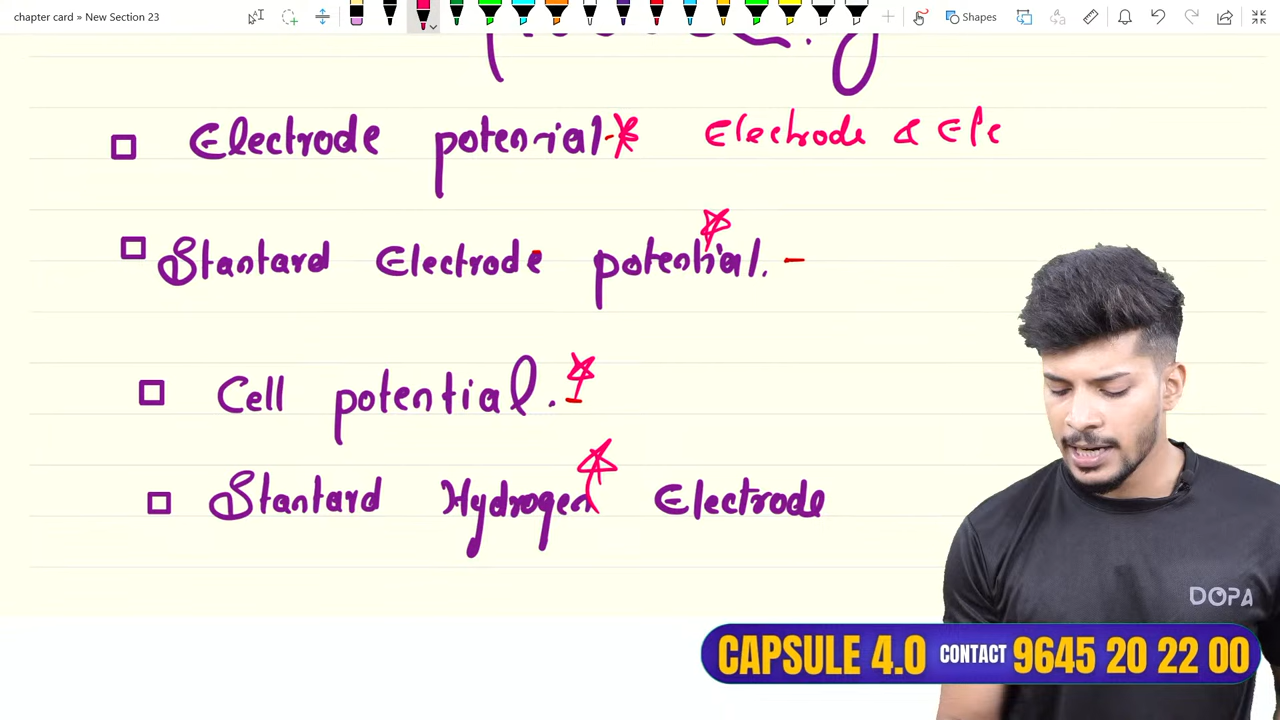 chapter card » New Section 23
Shapes
Electrode potential Electrode & Ele
Stantard Electrode potential.
Cell potential.
Stantard Hydrogen Electrode
DOPA
CAPSULE 4.0 CONTACT 9645 20 22 00